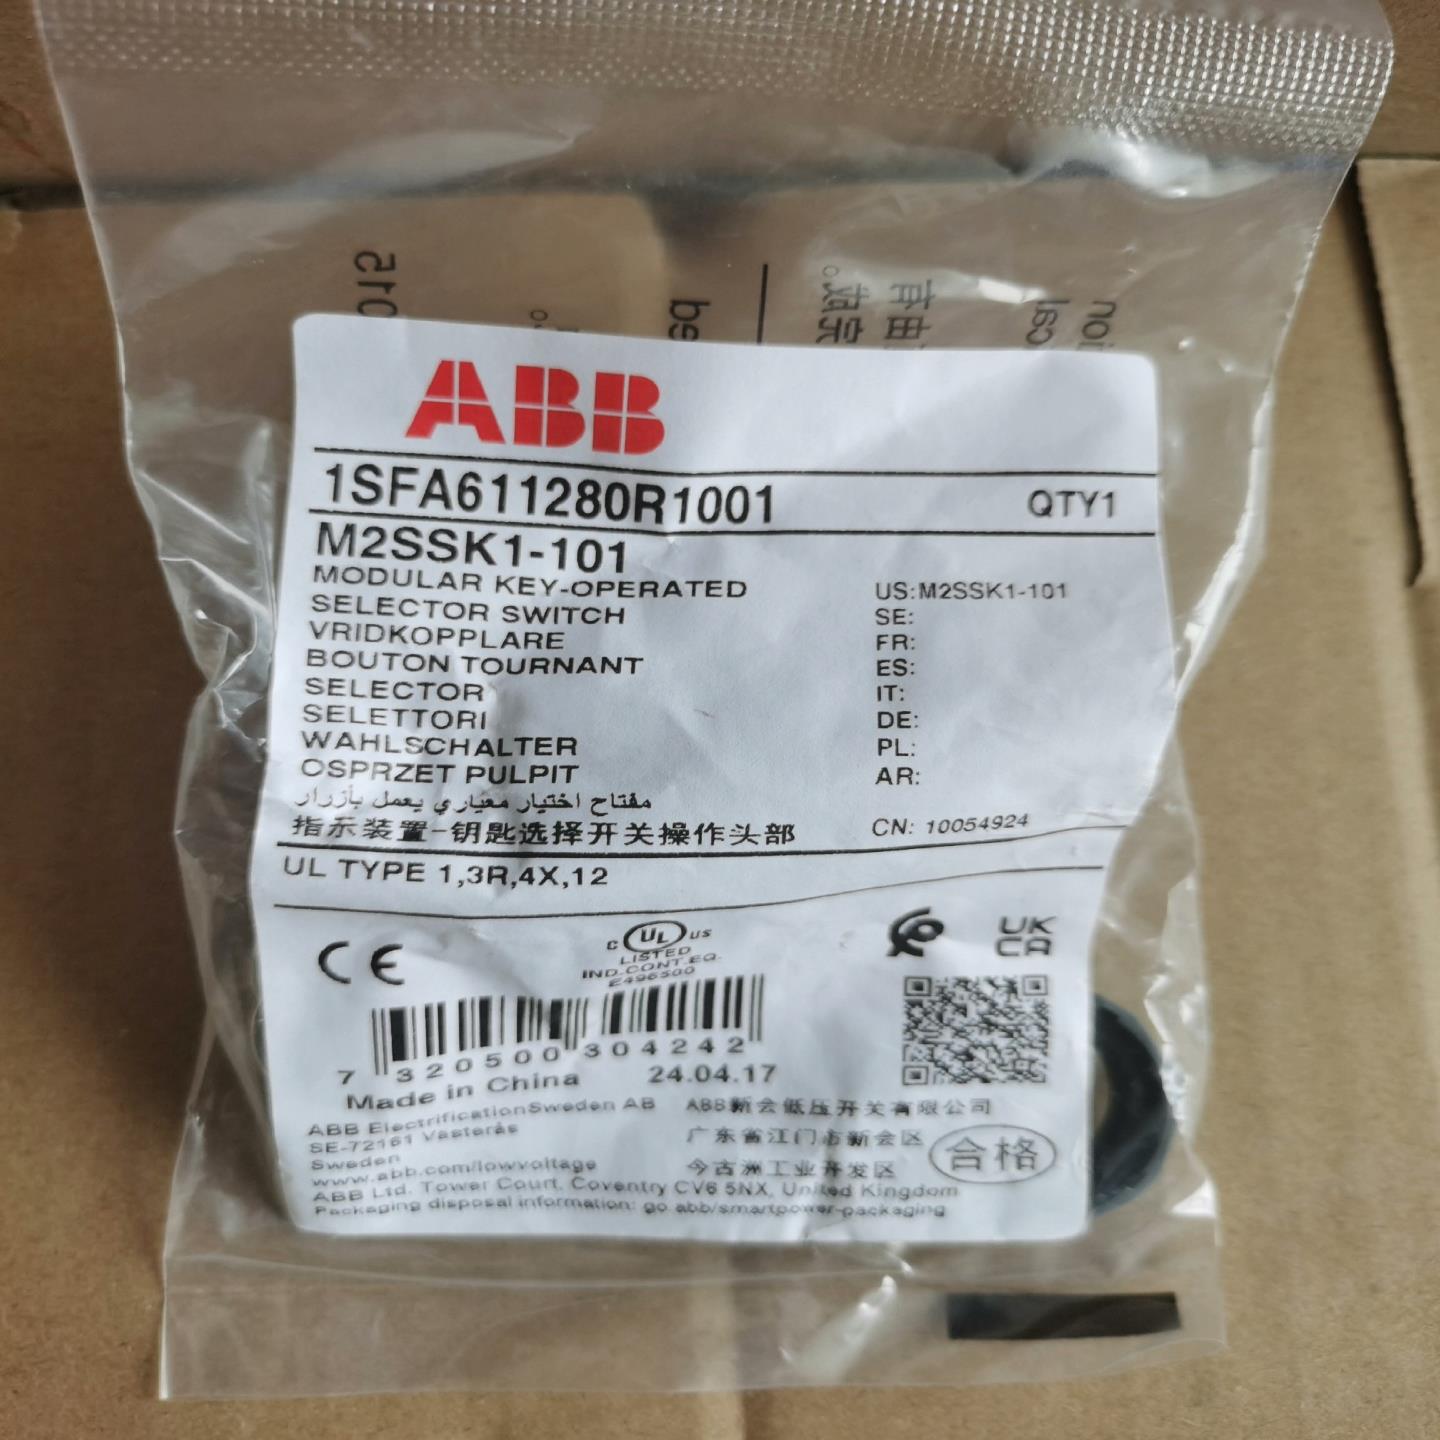 ABB
1SFA611280R1001 QTY1
M2SSK1-101
MODULAR KEY-OPERATED US:M2SSK1-101
SELECTOR SWITCH SE:
VRIDKOPPLARE FR:
BOUTON TOURNANT ES:
SELECTOR IT:
SELETTORI DE:
WAHLSCHALTER PL:
OSPRZET PULPIT AR:
مفتاح اختيار معياري يعمل بأزرار
指示装置-钥匙选择开关操作头部 CN: 10054924
UL TYPE 1,3R,4X,12
CE
C UL US
LISTED
IND.CONT.EQ.
E496500
UK
CA
7 320500 304242
Made in China 24.04.17
ABB ElectrificationSweden AB ABB新会低压开关有限公司
SE-72161 Västerås 广东省江门市新会区
Sweden 今古洲工业开发区
合格
www.abb.com/lowvoltage
ABB Ltd. Tower Court, Coventry CV6 5NX, United Kingdom
Packaging disposal information: go.abb/smartpower-packaging